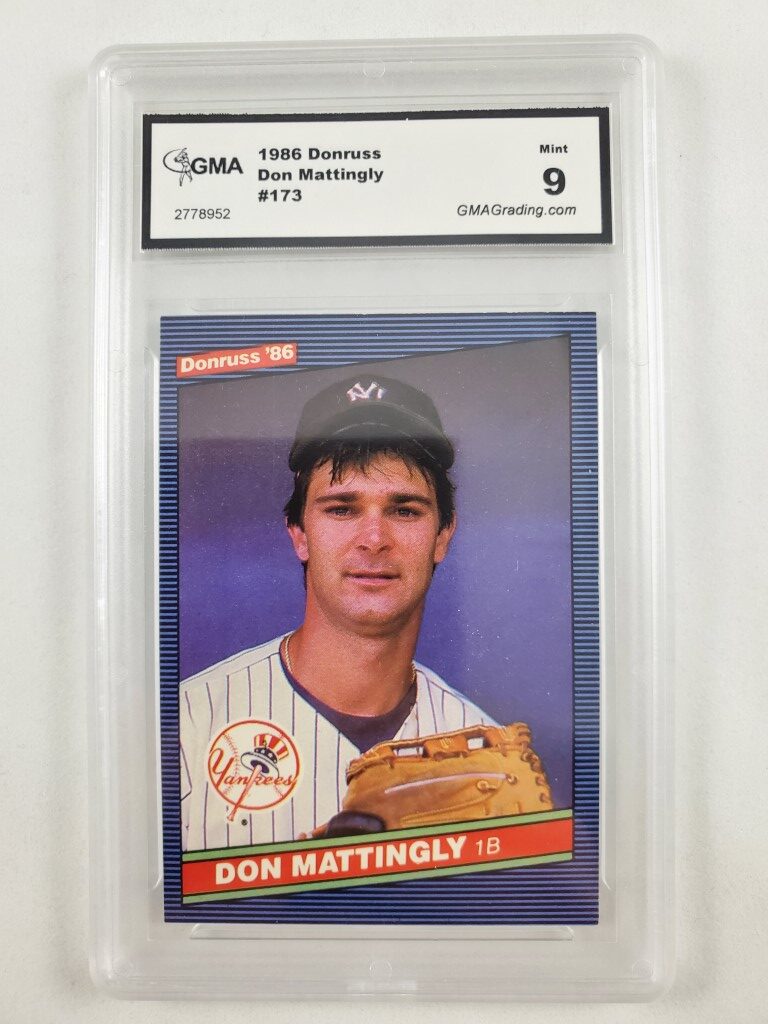 GMA
1986 Donruss
Don Mattingly
#173
2778952
Mint
9
GMAGrading.com
Donruss '86
NY
Yankees
DON MATTINGLY 1B